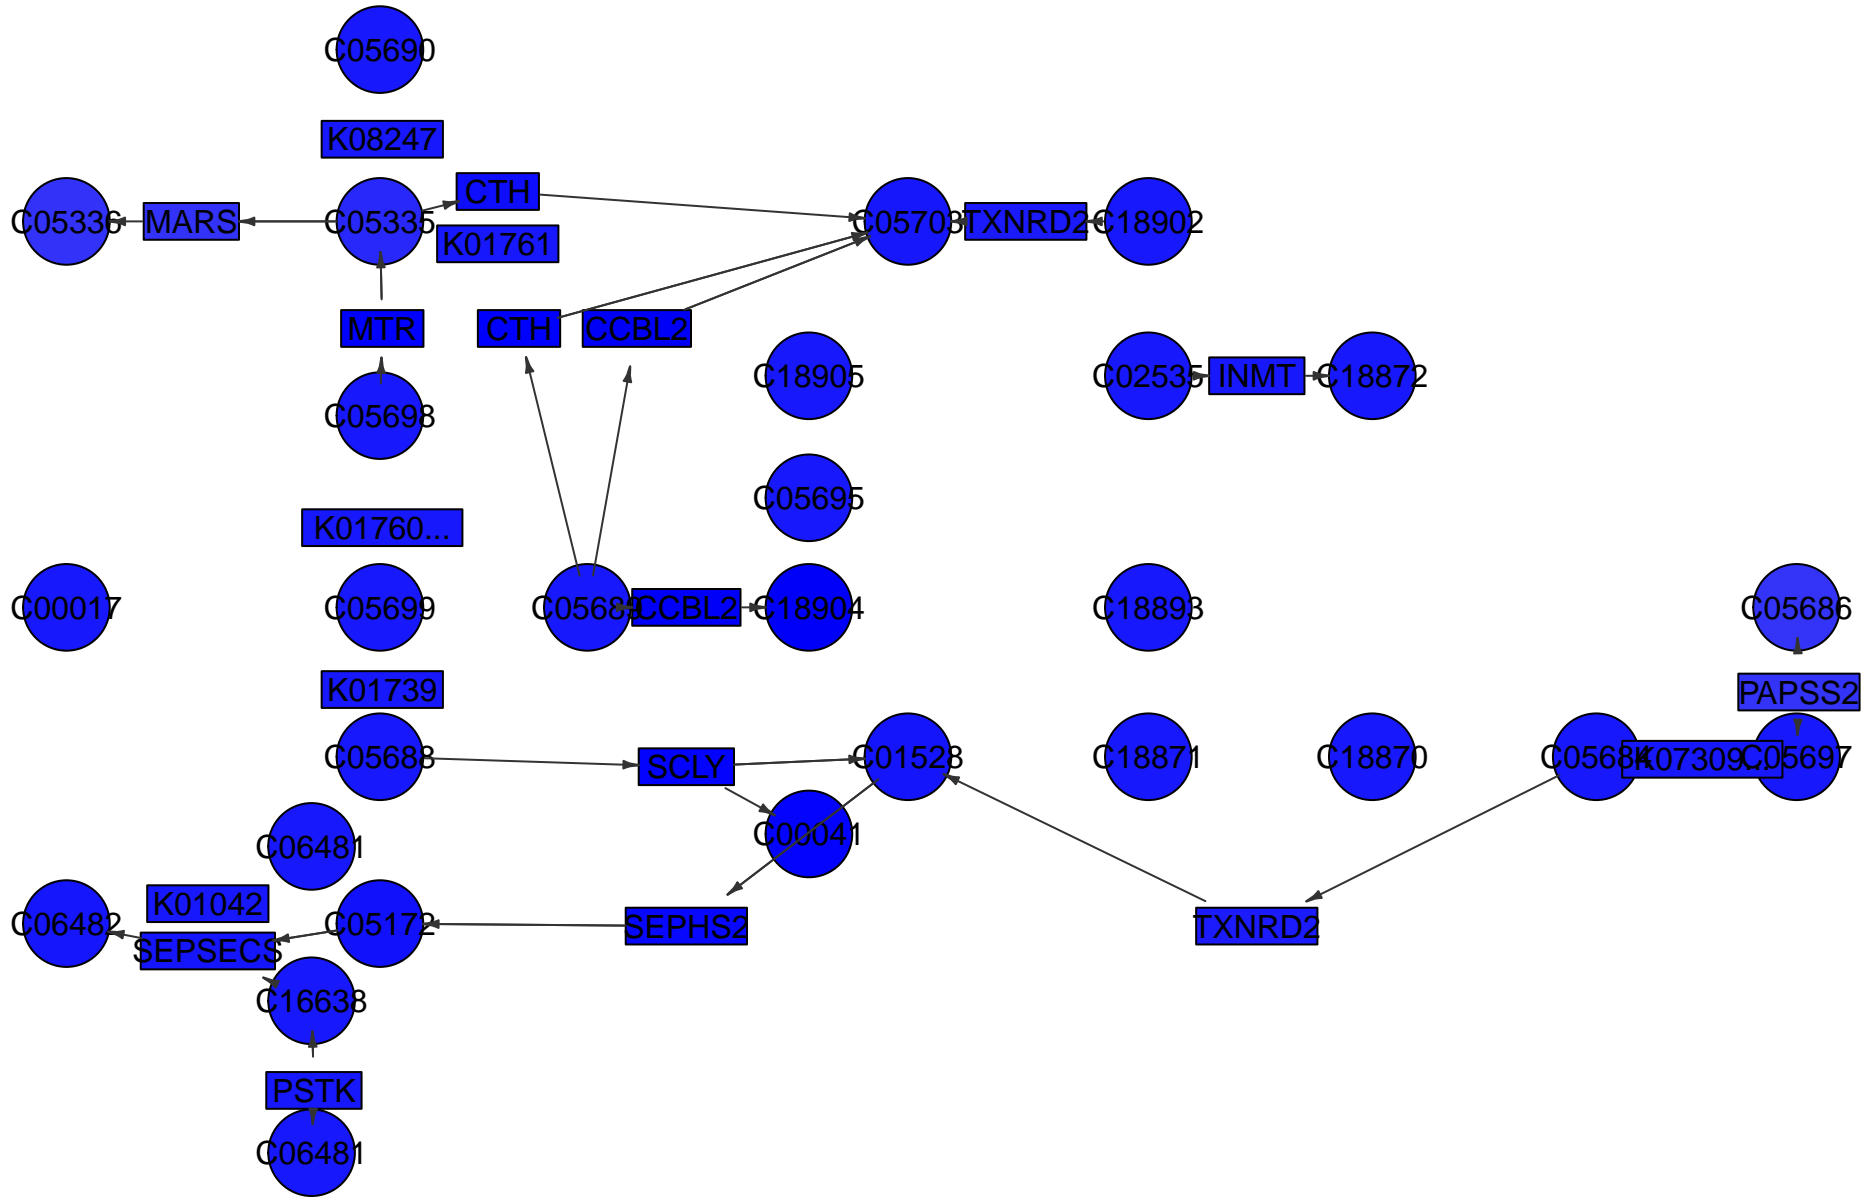 C05690
K08247
CTH
C05336
MARS
C05335
C05703
TXNRD2
C18902
K01761
MTR
CTH
CCBL2
C18905
C02535
INMT
C18872
C05698
C05695
K01760...
C00017
C05699
C05689
CCBL2
C18904
C18893
C05686
K01739
PAPSS2
C05688
SCLY
C01528
C18871
C18870
C05684
K07309...
C05697
C00041
C06481
K01042
C06482
C05172
SEPHS2
TXNRD2
SEPSECS
C16638
PSTK
C06481